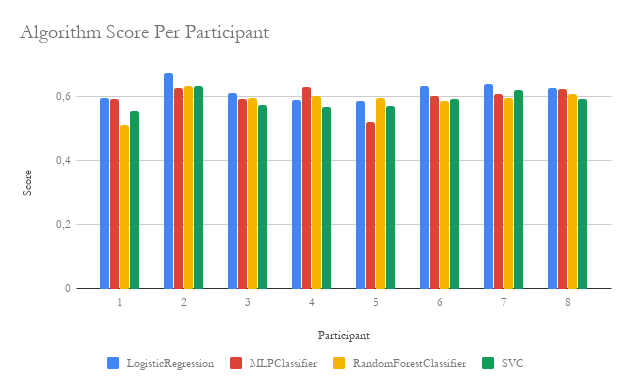 Algorithm Score Per Participant
0,6
0,4
0,2
0
Score
1 2 3 4 5 6 7 8
Participant
LogisticRegression MLPClassifier RandomForestClassifier SVC